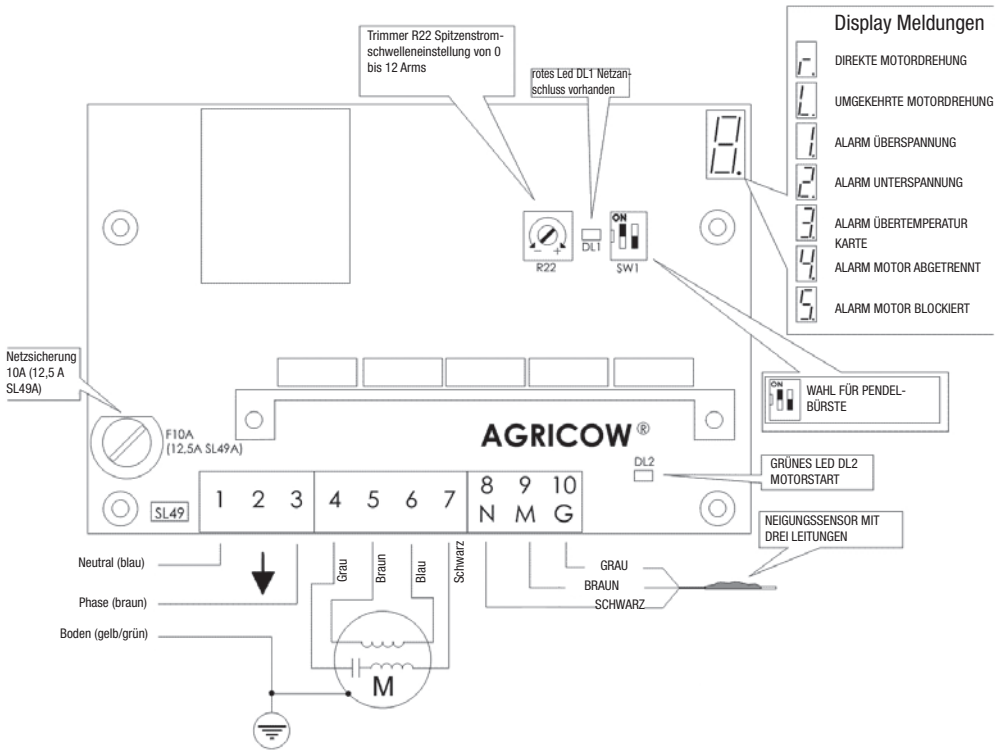 Trimmer R22 Spitzenstrom-
schwelleneinstellung von 0
bis 12 Arms
rotes Led DL1 Netzan-
schluss vorhanden
Display Meldungen
r. DIREKTE MOTORDREHUNG
L. UMGEKEHRTE MOTORDREHUNG
1. ALARM ÜBERSPANNUNG
2. ALARM UNTERSPANNUNG
3. ALARM ÜBERTEMPERATUR
KARTE
4. ALARM MOTOR ABGETRENNT
5. ALARM MOTOR BLOCKIERT
8.
- +
R22
DL1
ON
SW1
Netzsicherung
10A (12,5 A
SL49A)
F10A
(12,5A SL49A)
ON
WAHL FÜR PENDEL-
BÜRSTE
AGRICOW®
DL2
GRÜNES LED DL2
MOTORSTART
SL49
1 2 3 4 5 6 7 8 9 10
N M G
NEIGUNGSSENSOR MIT
DREI LEITUNGEN
Neutral (blau)
Phase (braun)
Boden (gelb/grün)
Grau
Braun
Blau
Schwarz
GRAU
BRAUN
SCHWARZ
M